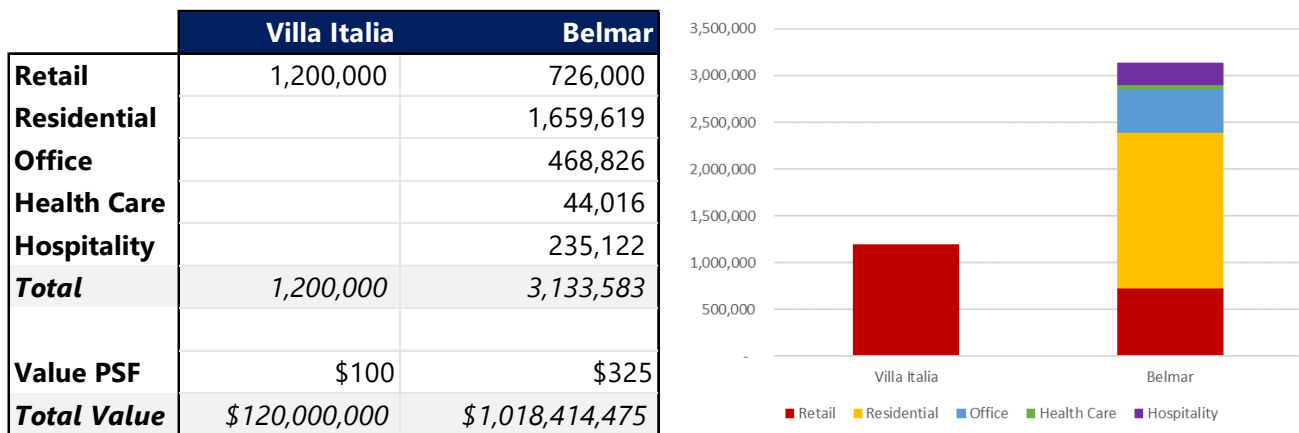 Villa Italia Belmar
Retail 1,200,000 726,000
Residential 1,659,619
Office 468,826
Health Care 44,016
Hospitality 235,122
Total 1,200,000 3,133,583
Value PSF $100 $325
Total Value $120,000,000 $1,018,414,475
3,500,000
3,000,000
2,500,000
2,000,000
1,500,000
1,000,000
500,000
-
Villa Italia Belmar
Retail Residential Office Health Care Hospitality